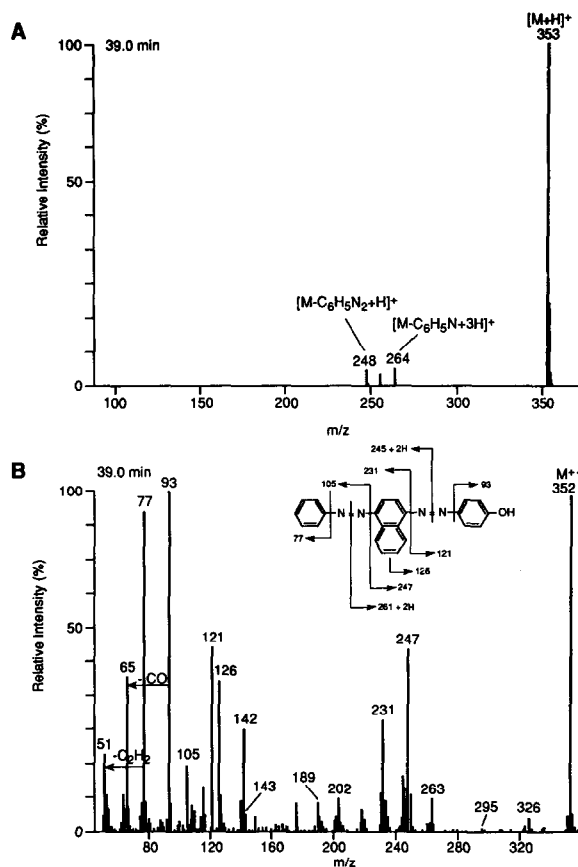 A
39.0 min
[M+H]+
353
100
50
0
Relative Intensity (%)
[M-C6H5N2+H]+
[M-C6H5N+3H]+
248
264
100
150
200
250
300
350
m/z
B
39.0 min
245 + 2H
231
105
93
N
N
N
N
OH
77
121
126
247
261 + 2H
M+·
352
93
77
100
50
0
Relative Intensity (%)
65
-CO
51
-C2H2
105
121
126
142
143
189
202
231
247
263
295
326
80
120
160
200
240
280
320
m/z